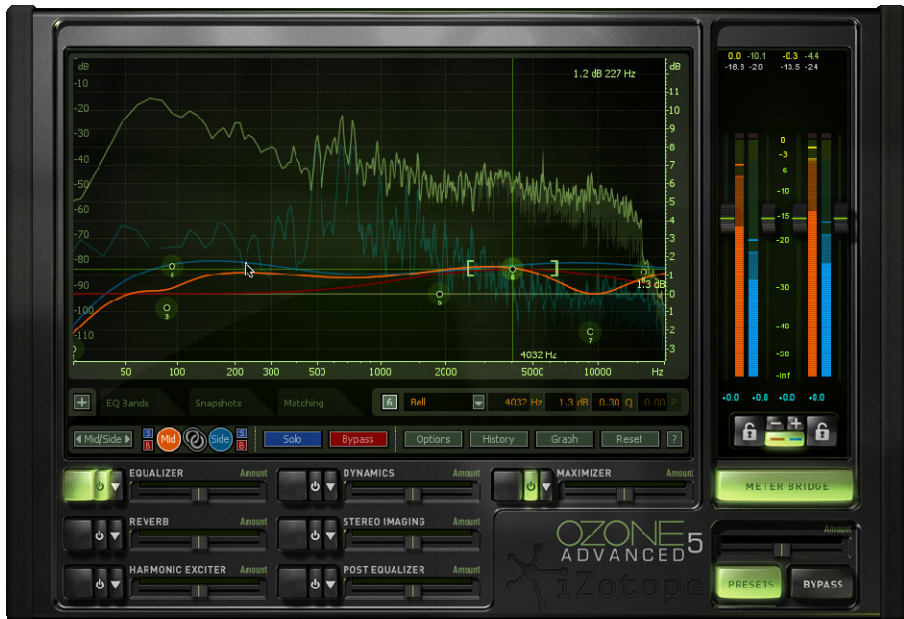 dB
1.2 dB 227 Hz
dB
-10
-20
-30
-40
-50
-60
-70
-80
-90
-100
-110
11
10
-9
-8
-7
-6
-5
-4
-3
-2
-1
-0
-1
-2
-3
1.3 dB
4032 Hz
50 100 200 300 500 1000 2000 5000 10000 Hz
EQ Bands Snapshots Matching 6 Bell 4032 Hz 1.3 dB 0.30 Q 0.00 P
Mid/Side S B Mid Side S B Solo Bypass Options History Graph Reset ?
EQUALIZER Amount DYNAMICS Amount MAXIMIZER Amount
REVERB Amount STEREO IMAGING Amount
HARMONIC EXCITER Amount POST EQUALIZER Amount
OZONE 5
ADVANCED
iZotope
0.0 -10.1 -0.3 -4.4
-13.5 -24
0
-3
6
-10
-15
-20
-30
-40
-50
-Inf
+0.0 +0.0 +0.0 +0.0
METER BRIDGE
Amount
PRESETS BYPASS